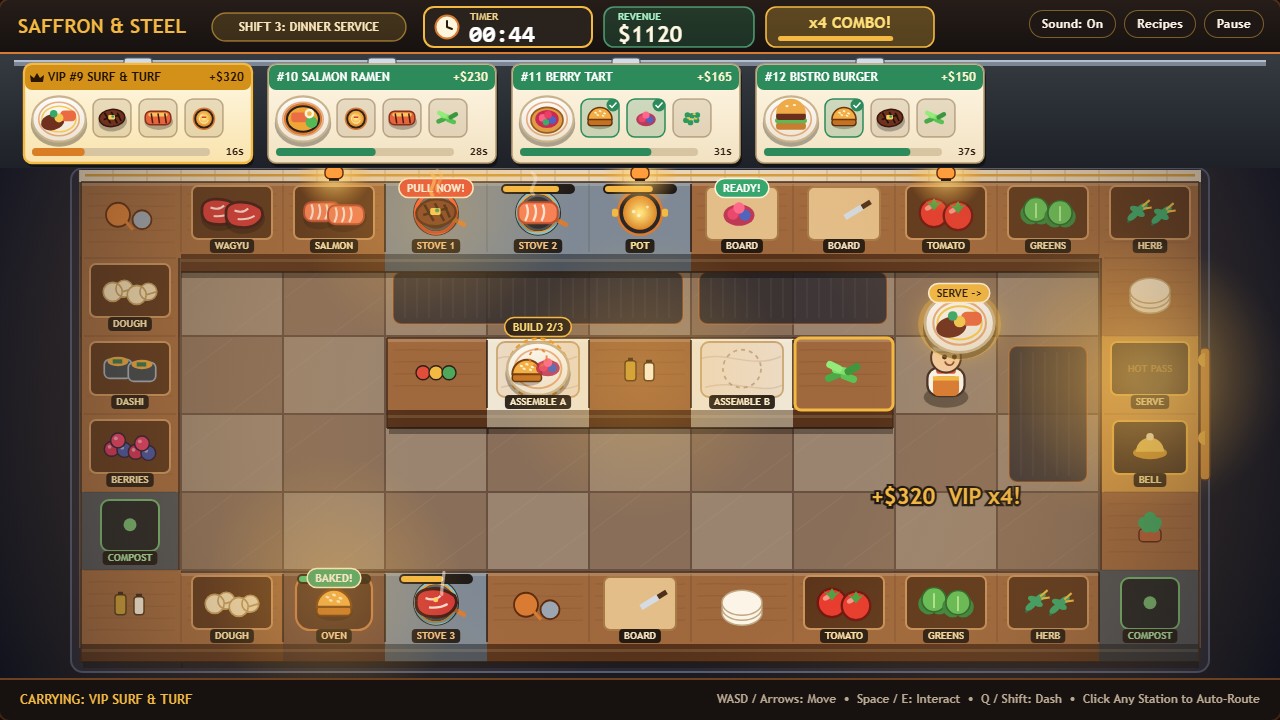 SAFFRON & STEEL
SHIFT 3: DINNER SERVICE
TIMER
00:44
REVENUE
$1120
x4 COMBO!
Sound: On
Recipes
Pause
VIP #9 SURF & TURF +$320
16s
#10 SALMON RAMEN +$230
28s
#11 BERRY TART +$165
31s
#12 BISTRO BURGER +$150
37s
PULL NOW!
READY!
WAGYU
SALMON
STOVE 1
STOVE 2
POT
BOARD
BOARD
TOMATO
GREENS
HERB
SERVE ->
DOUGH
BUILD 2/3
HOT PASS
DASHI
ASSEMBLE A
ASSEMBLE B
SERVE
BERRIES
BELL
+$320 VIP x4!
COMPOST
BAKED!
DOUGH
OVEN
STOVE 3
BOARD
TOMATO
GREENS
HERB
COMPOST
CARRYING: VIP SURF & TURF
WASD / Arrows: Move • Space / E: Interact • Q / Shift: Dash • Click Any Station to Auto-Route